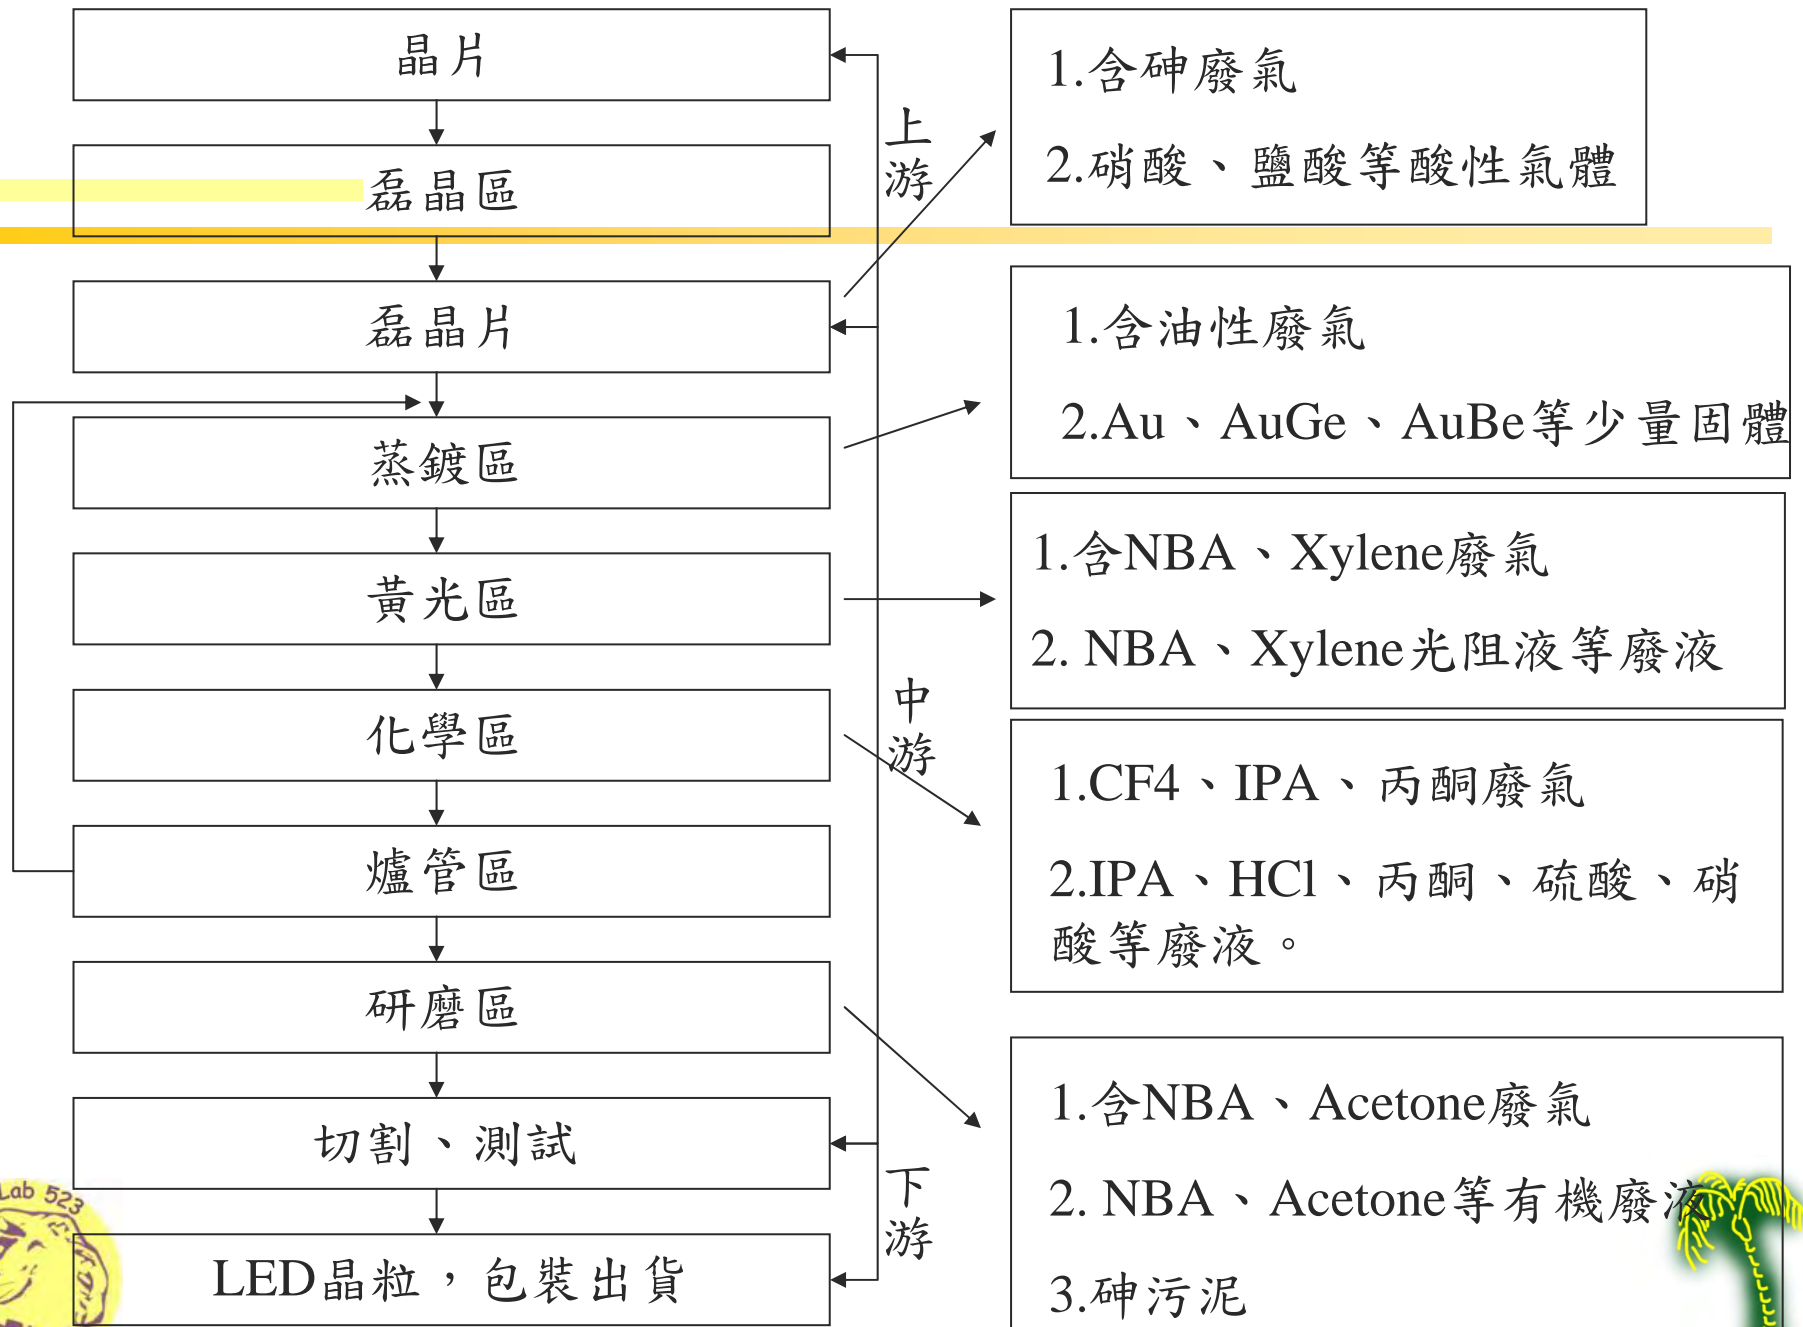 晶片
磊晶區
磊晶片
蒸鍍區
黃光區
化學區
爐管區
研磨區
切割、測試
LED晶粒，包裝出貨
上游
中游
下游
1.含砷廢氣
2.硝酸、鹽酸等酸性氣體
1.含油性廢氣
2.Au、AuGe、AuBe等少量固體
1.含NBA、Xylene廢氣
2. NBA、Xylene光阻液等廢液
1.CF4、IPA、丙酮廢氣
2.IPA、HCl、丙酮、硫酸、硝
酸等廢液。
1.含NBA、Acetone廢氣
2. NBA、Acetone等有機廢液
3.砷污泥
Lab 523